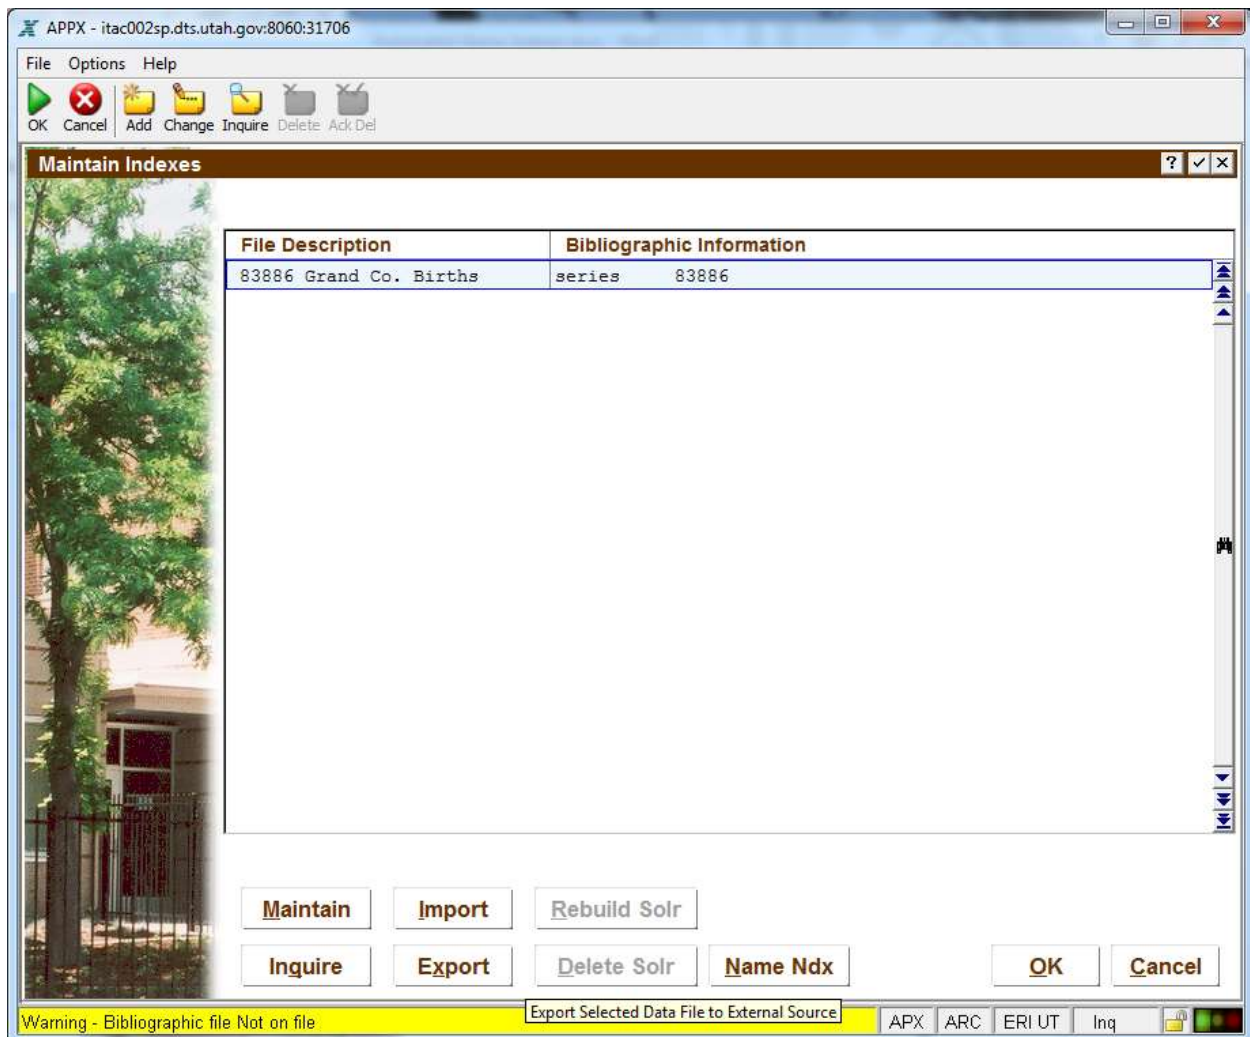 APPX - itac002sp.dts.utah.gov:8060:31706
File Options Help
OK Cancel Add Change Inquire Delete Ack Del
Maintain Indexes
File Description Bibliographic Information
83886 Grand Co. Births series 83886
Maintain Import Rebuild Solr
Inquire Export Delete Solr Name Ndx OK Cancel
Export Selected Data File to External Source
Warning - Bibliographic file Not on file APX ARC ERI UT Inq